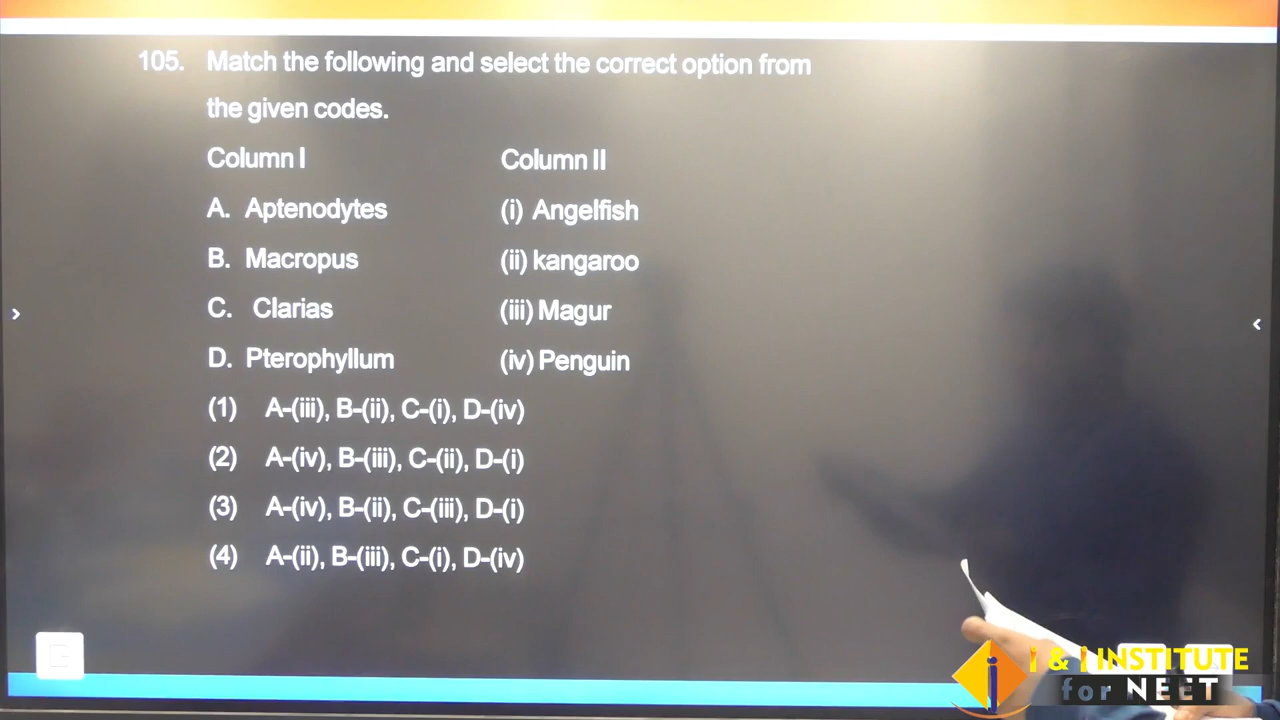 105. Match the following and select the correct option from
the given codes.
Column I Column II
A. Aptenodytes (i) Angelfish
B. Macropus (ii) kangaroo
C. Clarias (iii) Magur
D. Pterophyllum (iv) Penguin
(1) A-(iii), B-(ii), C-(i), D-(iv)
(2) A-(iv), B-(iii), C-(ii), D-(i)
(3) A-(iv), B-(ii), C-(iii), D-(i)
(4) A-(ii), B-(iii), C-(i), D-(iv)
i & i INSTITUTE
for NEET